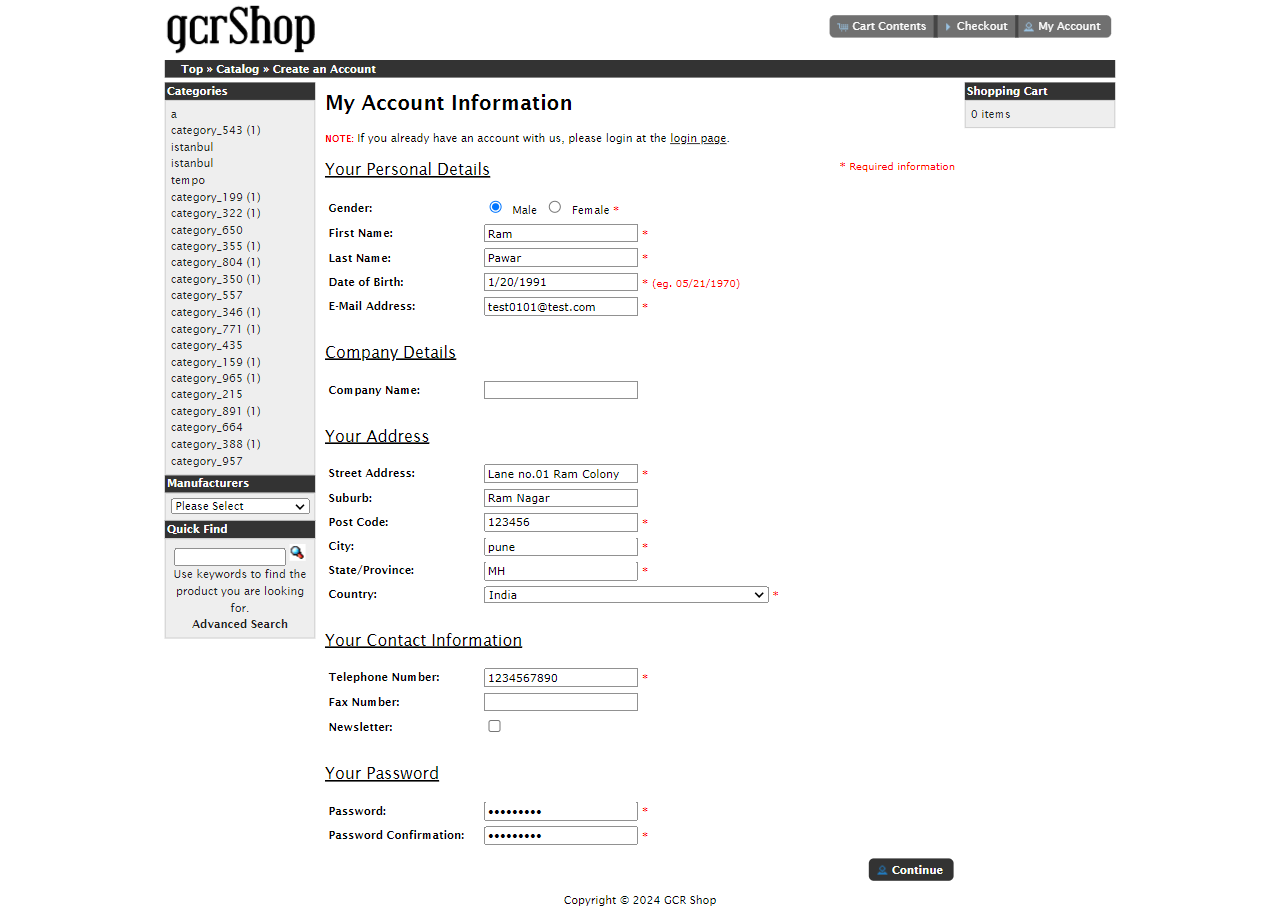 gcrShop
Cart Contents Checkout My Account
Top » Catalog » Create an Account
Categories
a
category_543 (1)
istanbul
istanbul
tempo
category_199 (1)
category_322 (1)
category_650
category_355 (1)
category_804 (1)
category_350 (1)
category_557
category_346 (1)
category_771 (1)
category_435
category_159 (1)
category_965 (1)
category_215
category_891 (1)
category_664
category_388 (1)
category_957
Manufacturers
Please Select
Quick Find
Use keywords to find the
product you are looking
for.
Advanced Search
My Account Information
NOTE: If you already have an account with us, please login at the login page.
Your Personal Details
* Required information
Gender: Male Female *
First Name: Ram *
Last Name: Pawar *
Date of Birth: 1/20/1991 * (eg. 05/21/1970)
E-Mail Address: test0101@test.com *
Company Details
Company Name:
Your Address
Street Address: Lane no.01 Ram Colony *
Suburb: Ram Nagar
Post Code: 123456 *
City: pune *
State/Province: MH *
Country: India *
Your Contact Information
Telephone Number: 1234567890 *
Fax Number:
Newsletter:
Your Password
Password: ••••••••• *
Password Confirmation: ••••••••• *
Continue
Shopping Cart
0 items
Copyright © 2024 GCR Shop